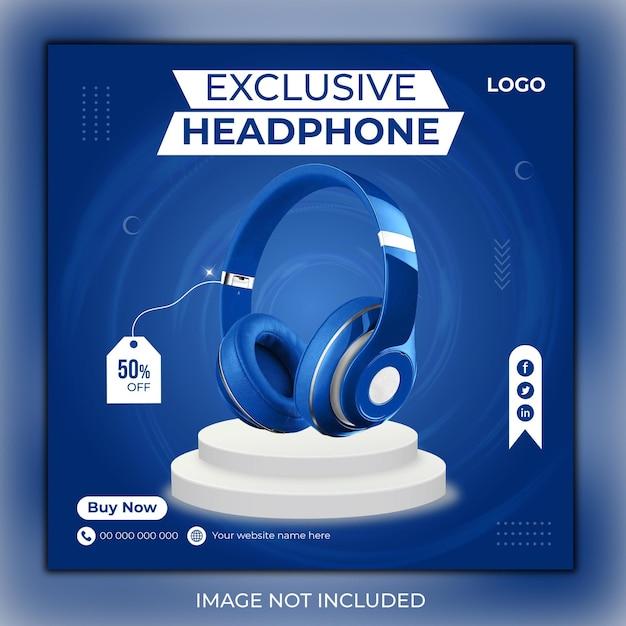 EXCLUSIVE
HEADPHONE
LOGO
50%
OFF
Buy Now
00 000 000 000
Your website name here
IMAGE NOT INCLUDED